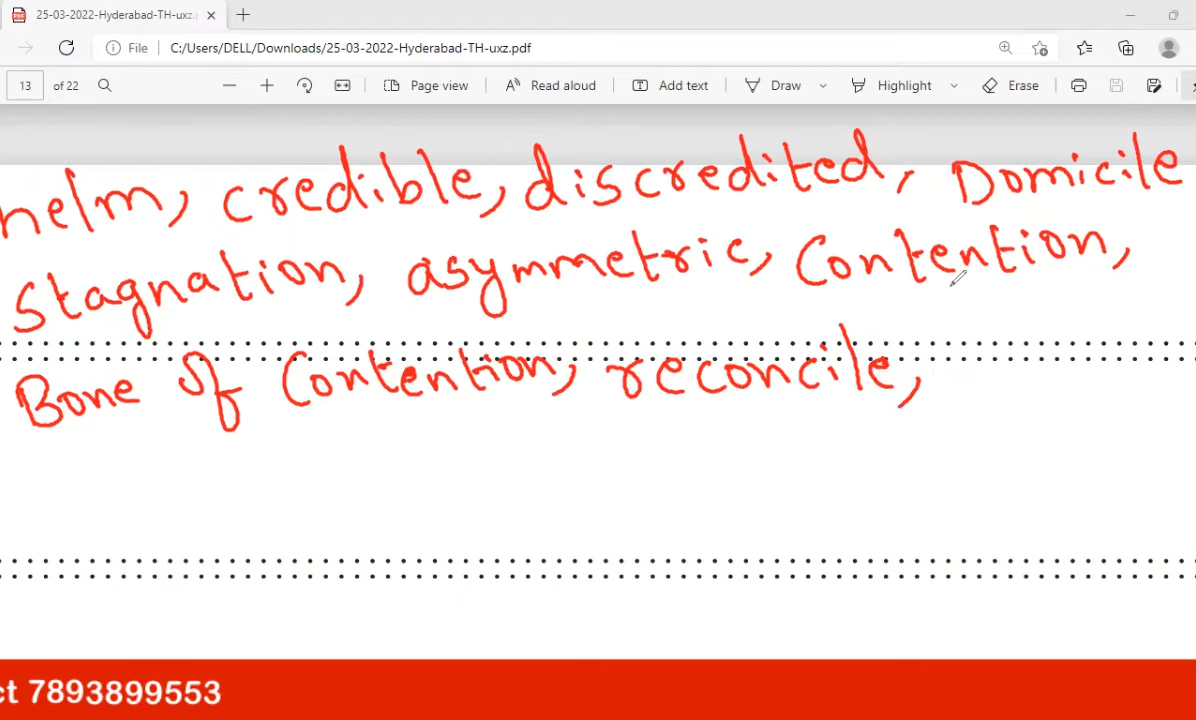 25-03-2022-Hyderabad-TH-uxz.
File C:/Users/DELL/Downloads/25-03-2022-Hyderabad-TH-uxz.pdf
13 of 22 Page view Read aloud Add text Draw Highlight Erase
helm, credible, discredited, Domicile
Stagnation, asymmetric, Contention,
Bone of Contention, reconcile,
ct 7893899553